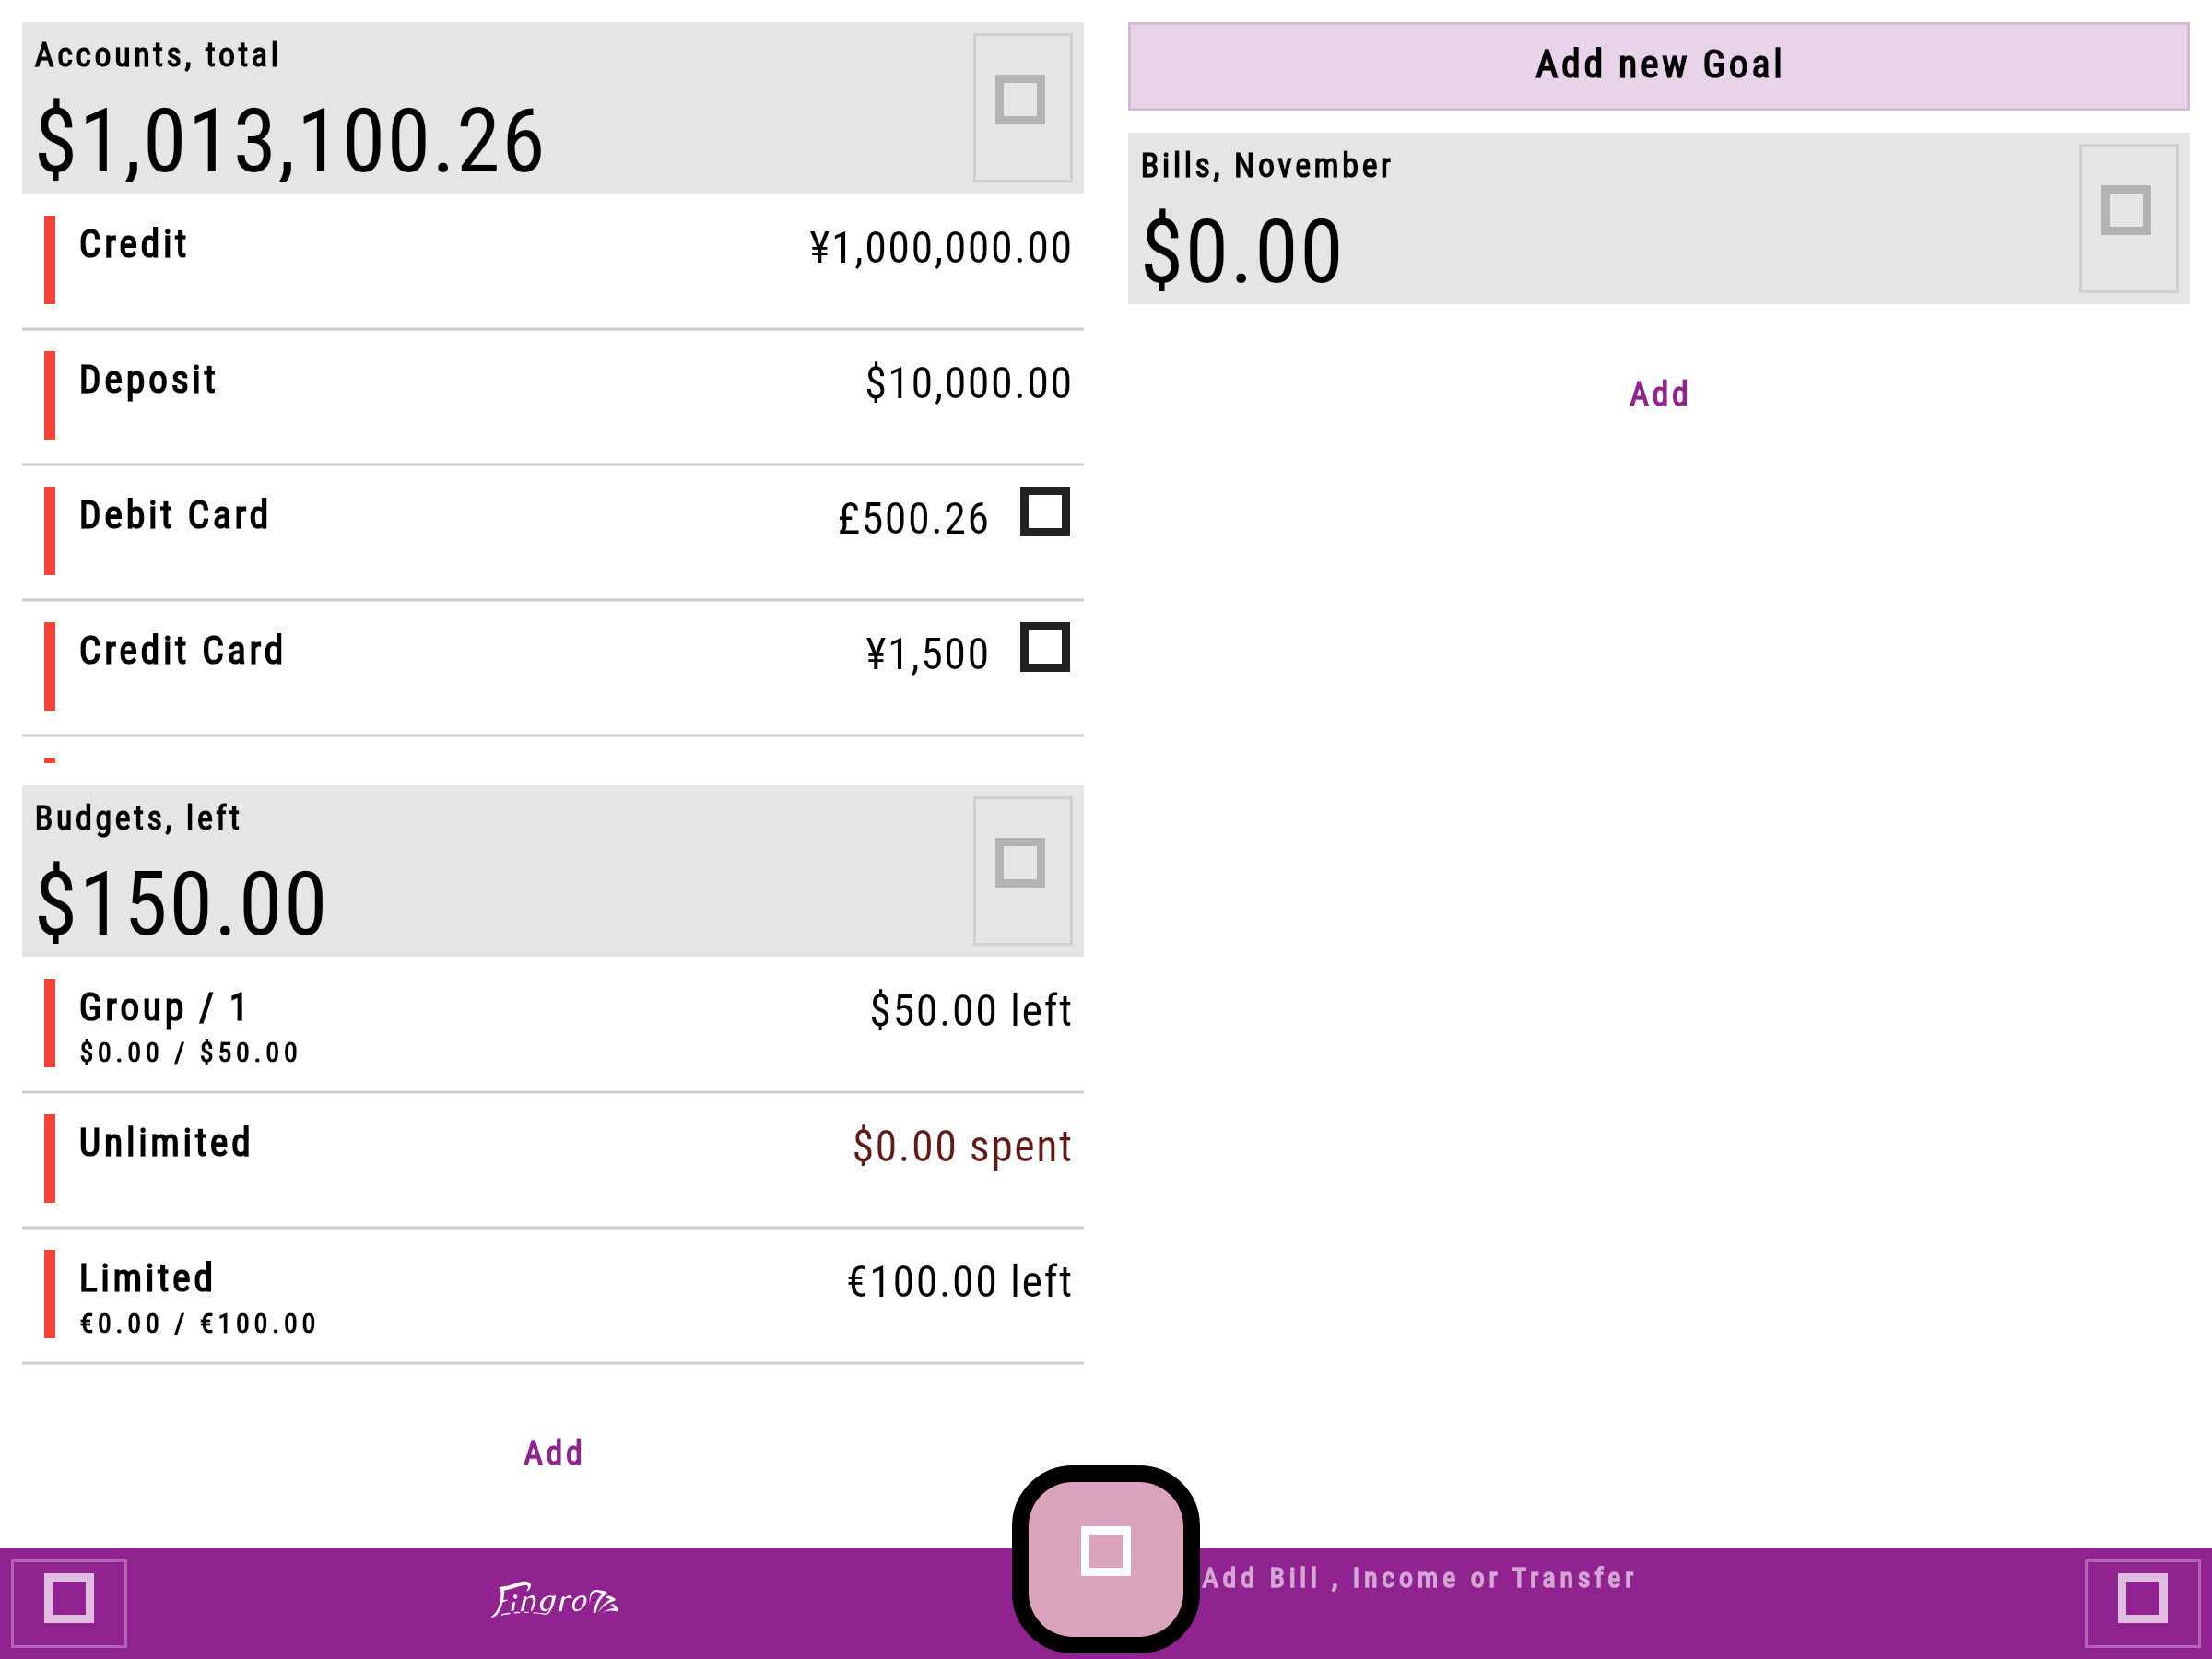 Accounts, total
$1,013,100.26
Credit ¥1,000,000.00
Deposit $10,000.00
Debit Card £500.26
Credit Card ¥1,500
Budgets, left
$150.00
Group / 1 $50.00 left
$0.00 / $50.00
Unlimited $0.00 spent
Limited €100.00 left
€0.00 / €100.00
Add
Add new Goal
Bills, November
$0.00
Add
Fingro
Add Bill , Income or Transfer